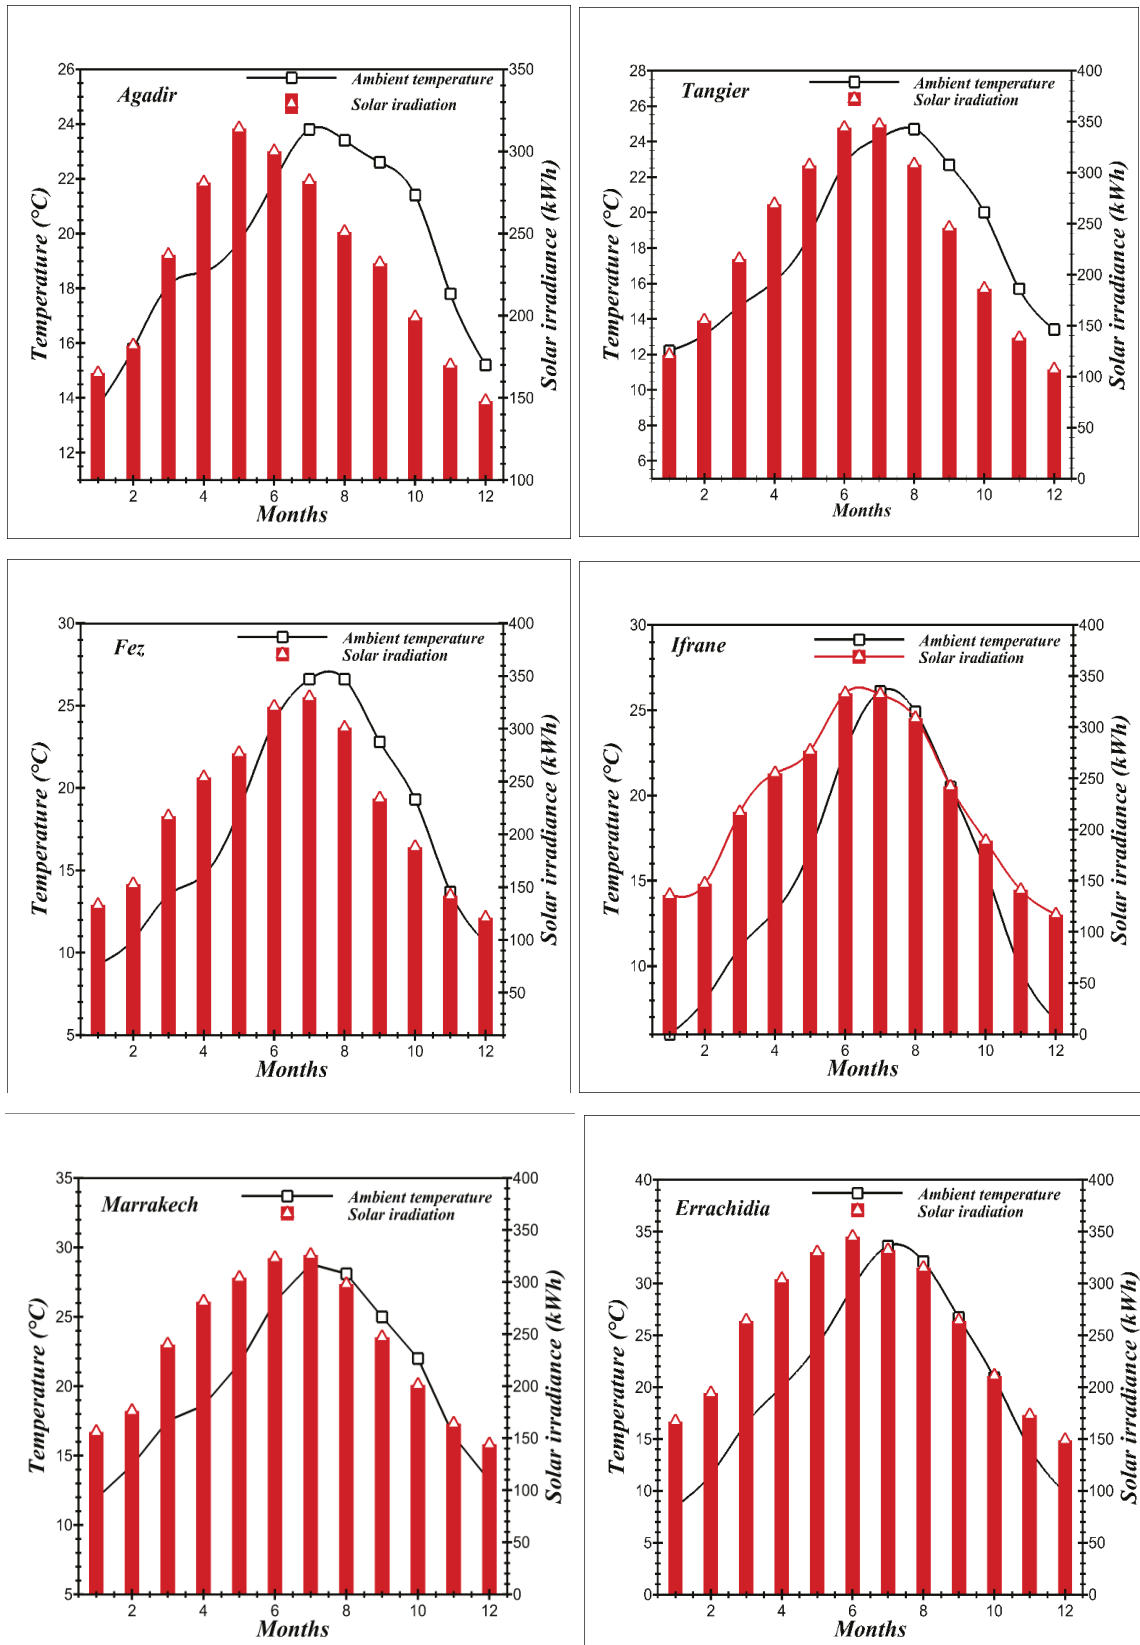 Agadir
Ambient temperature
Solar iradiation
Temperature (°C)
26
24
22
20
18
16
14
12
350
300
250
200
150
100
Solar irradiance (kWh)
2 4 6 8 10 12
Months
Tangier
Ambient temperature
Solar iradiation
Temperature (°C)
28
26
24
22
20
18
16
14
12
10
8
6
400
350
300
250
200
150
100
50
0
Solar irradiance (kWh)
2 4 6 8 10 12
Months
Fez
Ambient temperature
Solar iradiation
Temperature (°C)
30
25
20
15
10
5
400
350
300
250
200
150
100
50
Solar irradiance (kWh)
2 4 6 8 10 12
Months
Ifrane
Ambient temperature
Solar iradiation
Temperature (°C)
30
25
20
15
10
400
350
300
250
200
150
100
50
0
Solar irradiance (kWh)
2 4 6 8 10 12
Months
Marrakech
Ambient temperature
Solar iradiation
Temperature (°C)
35
30
25
20
15
10
5
400
350
300
250
200
150
100
50
0
Solar irradiance (kWh)
2 4 6 8 10 12
Months
Errachidia
Ambient temperature
Solar iradiation
Temperature (°C)
40
35
30
25
20
15
10
5
0
400
350
300
250
200
150
100
50
0
Solar irradiance (kWh)
2 4 6 8 10 12
Months